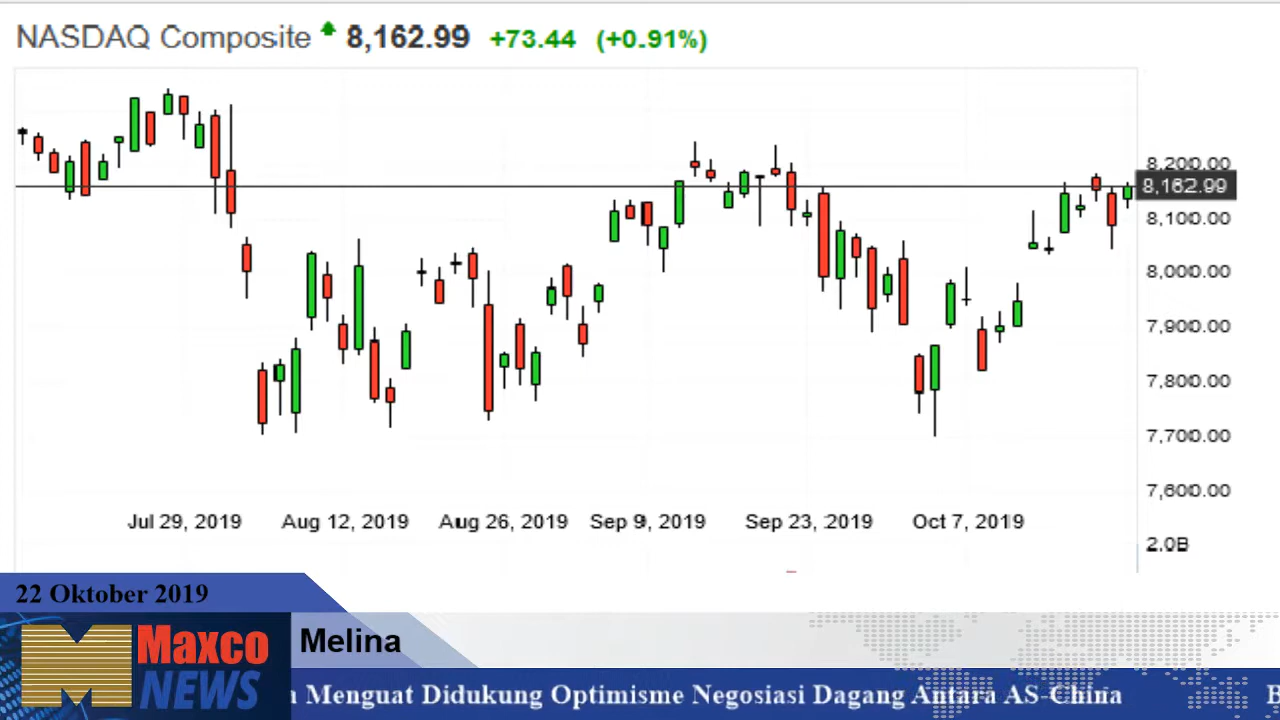 NASDAQ Composite 8,162.99 +73.44 (+0.91%)
8,200.00
8,162.99
8,100.00
8,000.00
7,900.00
7,800.00
7,700.00
7,600.00
Jul 29, 2019 Aug 12, 2019 Aug 26, 2019 Sep 9, 2019 Sep 23, 2019 Oct 7, 2019
2.0B
22 Oktober 2019
Maxco
NEWS
Melina
Menguat Didukung Optimisme Negosiasi Dagang Antara AS-China